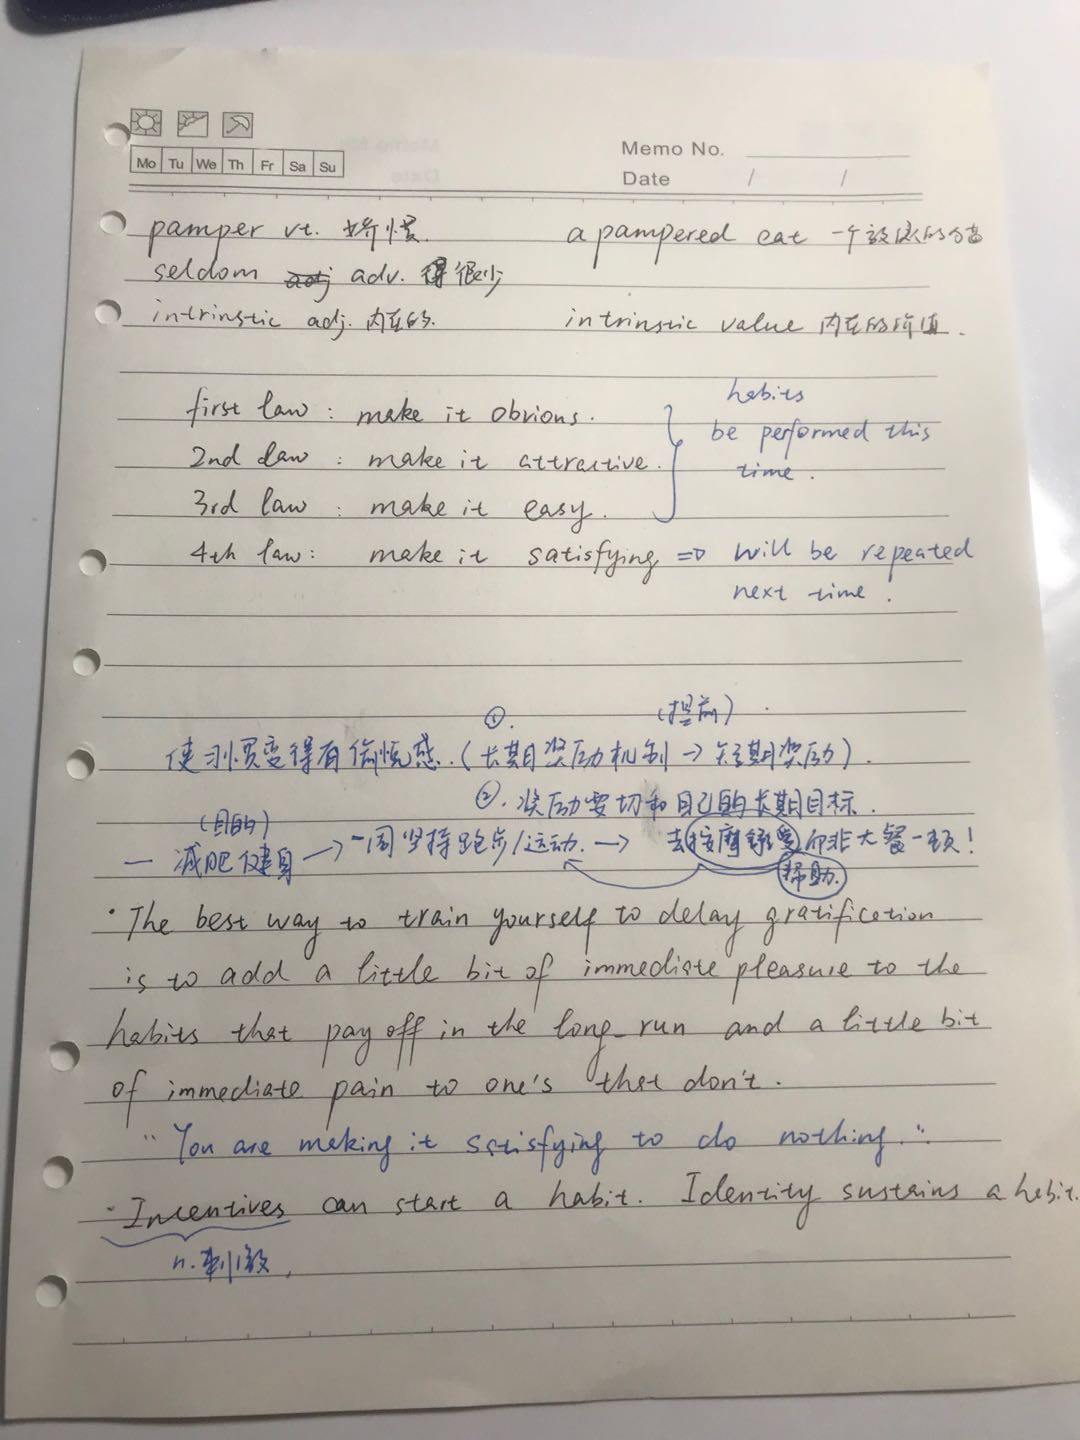 Mo Tu We Th Fr Sa Su
Memo No.
Date / /
pamper vt. 娇惯. a pampered cat 一个
seldom adj adv. 很少
intrinstic adj. 内在的. intrinstic value 内在的价值.
first law : make it obvious.
2nd law : make it attractive.
3rd law : make it easy.
habits
be performed this
time.
4th law: make it satisfying ⇒ will be repeated
next time!
①. (提前)
使习惯变得有愉悦感.(长期奖励机制→短期奖励).
②. 奖励要切和自己的长期目标.
(目的)
— 减肥健身 → 一周坚持跑步/运动. → 去按摩 而非大餐一顿!
帮助.
·The best way to train yourself to delay gratification
is to add a little bit of immediate pleasure to the
habits that pay off in the long-run and a little bit
of immediate pain to one's that don't.
"You are making it satisfying to do nothing."
·Incentives can start a habit. Identity sustains a habit.
n.刺激,